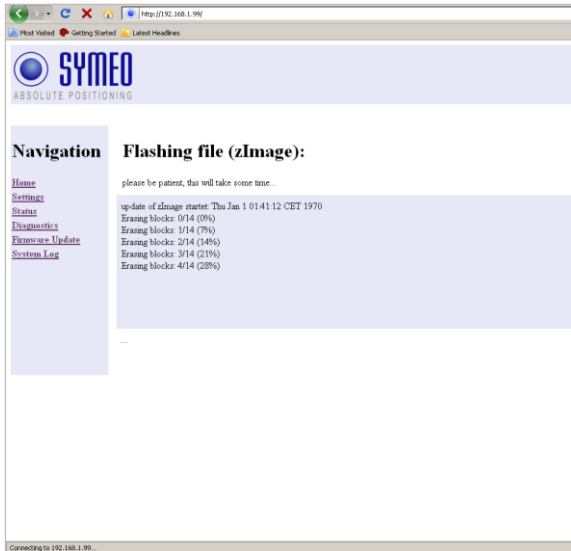 http://192.168.1.99/
Most Visited Getting Started Latest Headlines
SYMEO
ABSOLUTE POSITIONING
Navigation
Home
Settings
Status
Diagnostics
Firmware Update
System Log
Flashing file (zImage):
please be patient, this will take some time...
update of zImage startet: Thu Jan 1 01:41:12 CET 1970
Erasing blocks: 0/14 (0%)
Erasing blocks: 1/14 (7%)
Erasing blocks: 2/14 (14%)
Erasing blocks: 3/14 (21%)
Erasing blocks: 4/14 (28%)
...
Connecting to 192.168.1.99...